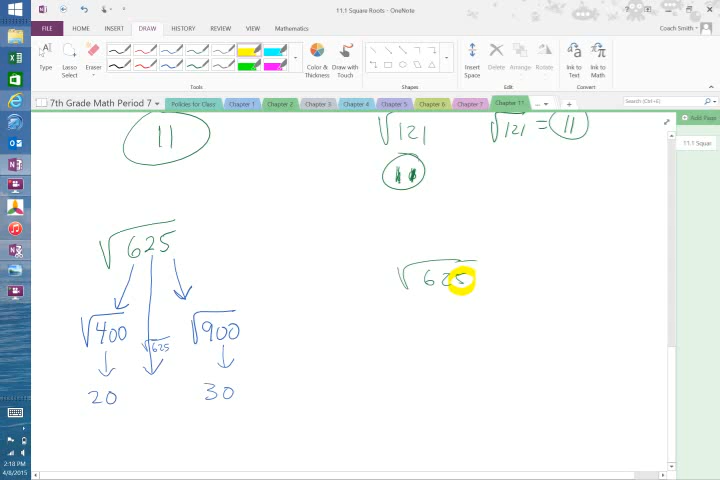 11.1 Square Roots - OneNote
FILE HOME INSERT DRAW HISTORY REVIEW VIEW Mathematics
Coach Smith
Type
Lasso Select
Eraser
Color & Thickness
Draw with Touch
Insert Space
Delete
Arrange
Rotate
Ink to Text
Ink to Math
Tools Shapes Edit Convert
7th Grade Math Period 7
Policies for Class Chapter 1 Chapter 2 Chapter 3 Chapter 4 Chapter 5 Chapter 6 Chapter 7 Chapter 11
Search (Ctrl+E)
Add Page
11.1 Squar
11
√121
√121 = 11
11
√625
√625
√400 √625 √900
20 30
2:18 PM
4/8/2015